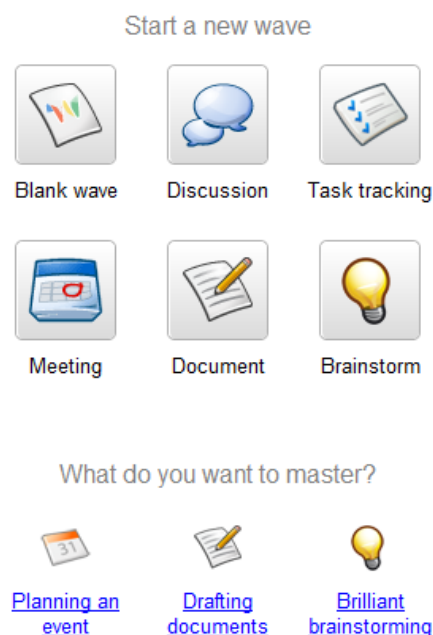 Start a new wave
Blank wave Discussion Task tracking
Meeting Document Brainstorm
What do you want to master?
31
Planning an Drafting Brilliant
event documents brainstorming